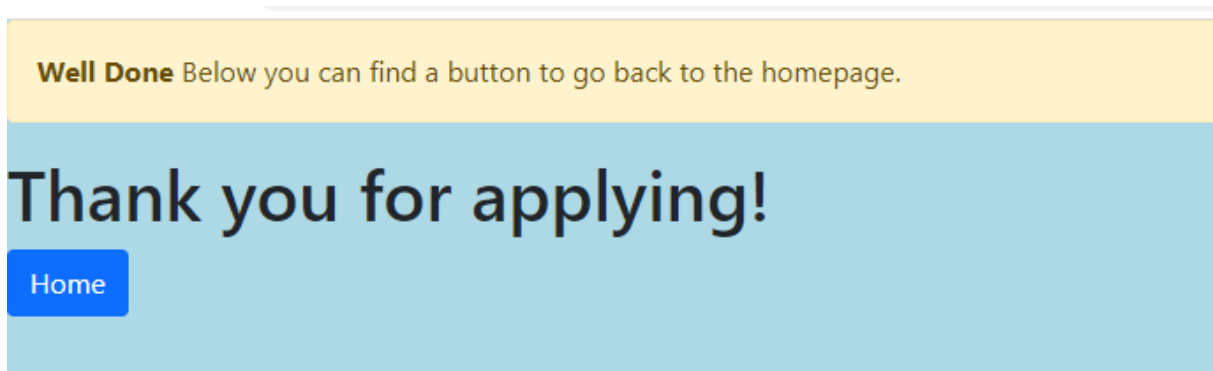 Well Done Below you can find a button to go back to the homepage.
Thank you for applying!
Home